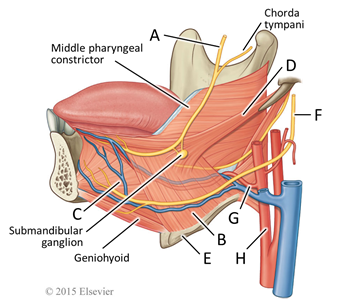 A
Chorda
tympani
Middle pharyngeal
constrictor
D
F
C
Submandibular
ganglion
Geniohyoid
B
E
G
H
© 2015 Elsevier